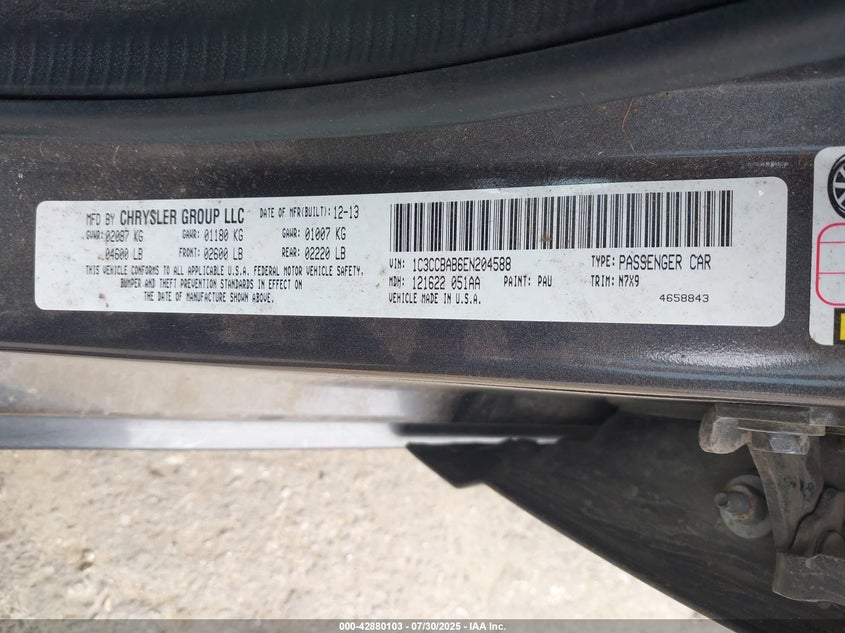 MFD BY CHRYSLER GROUP LLC DATE OF MFR(BUILT): 12-13
GVWR: 02087 KG GAWR: 01180 KG GAWR: 01007 KG
04600 LB FRONT: 02600 LB REAR: 02220 LB
THIS VEHICLE CONFORMS TO ALL APPLICABLE U.S.A. FEDERAL MOTOR VEHICLE SAFETY,
BUMPER AND THEFT PREVENTION STANDARDS IN EFFECT ON
THE DATE OF MANUFACTURE SHOWN ABOVE.
VIN: 1C3CCBAB6EN204588 TYPE: PASSENGER CAR
MDH: 121622 051AA PAINT: PAU TRIM: N7X9
VEHICLE MADE IN U.S.A. 4658843
000-42880103 - 07/30/2025 - IAA Inc.